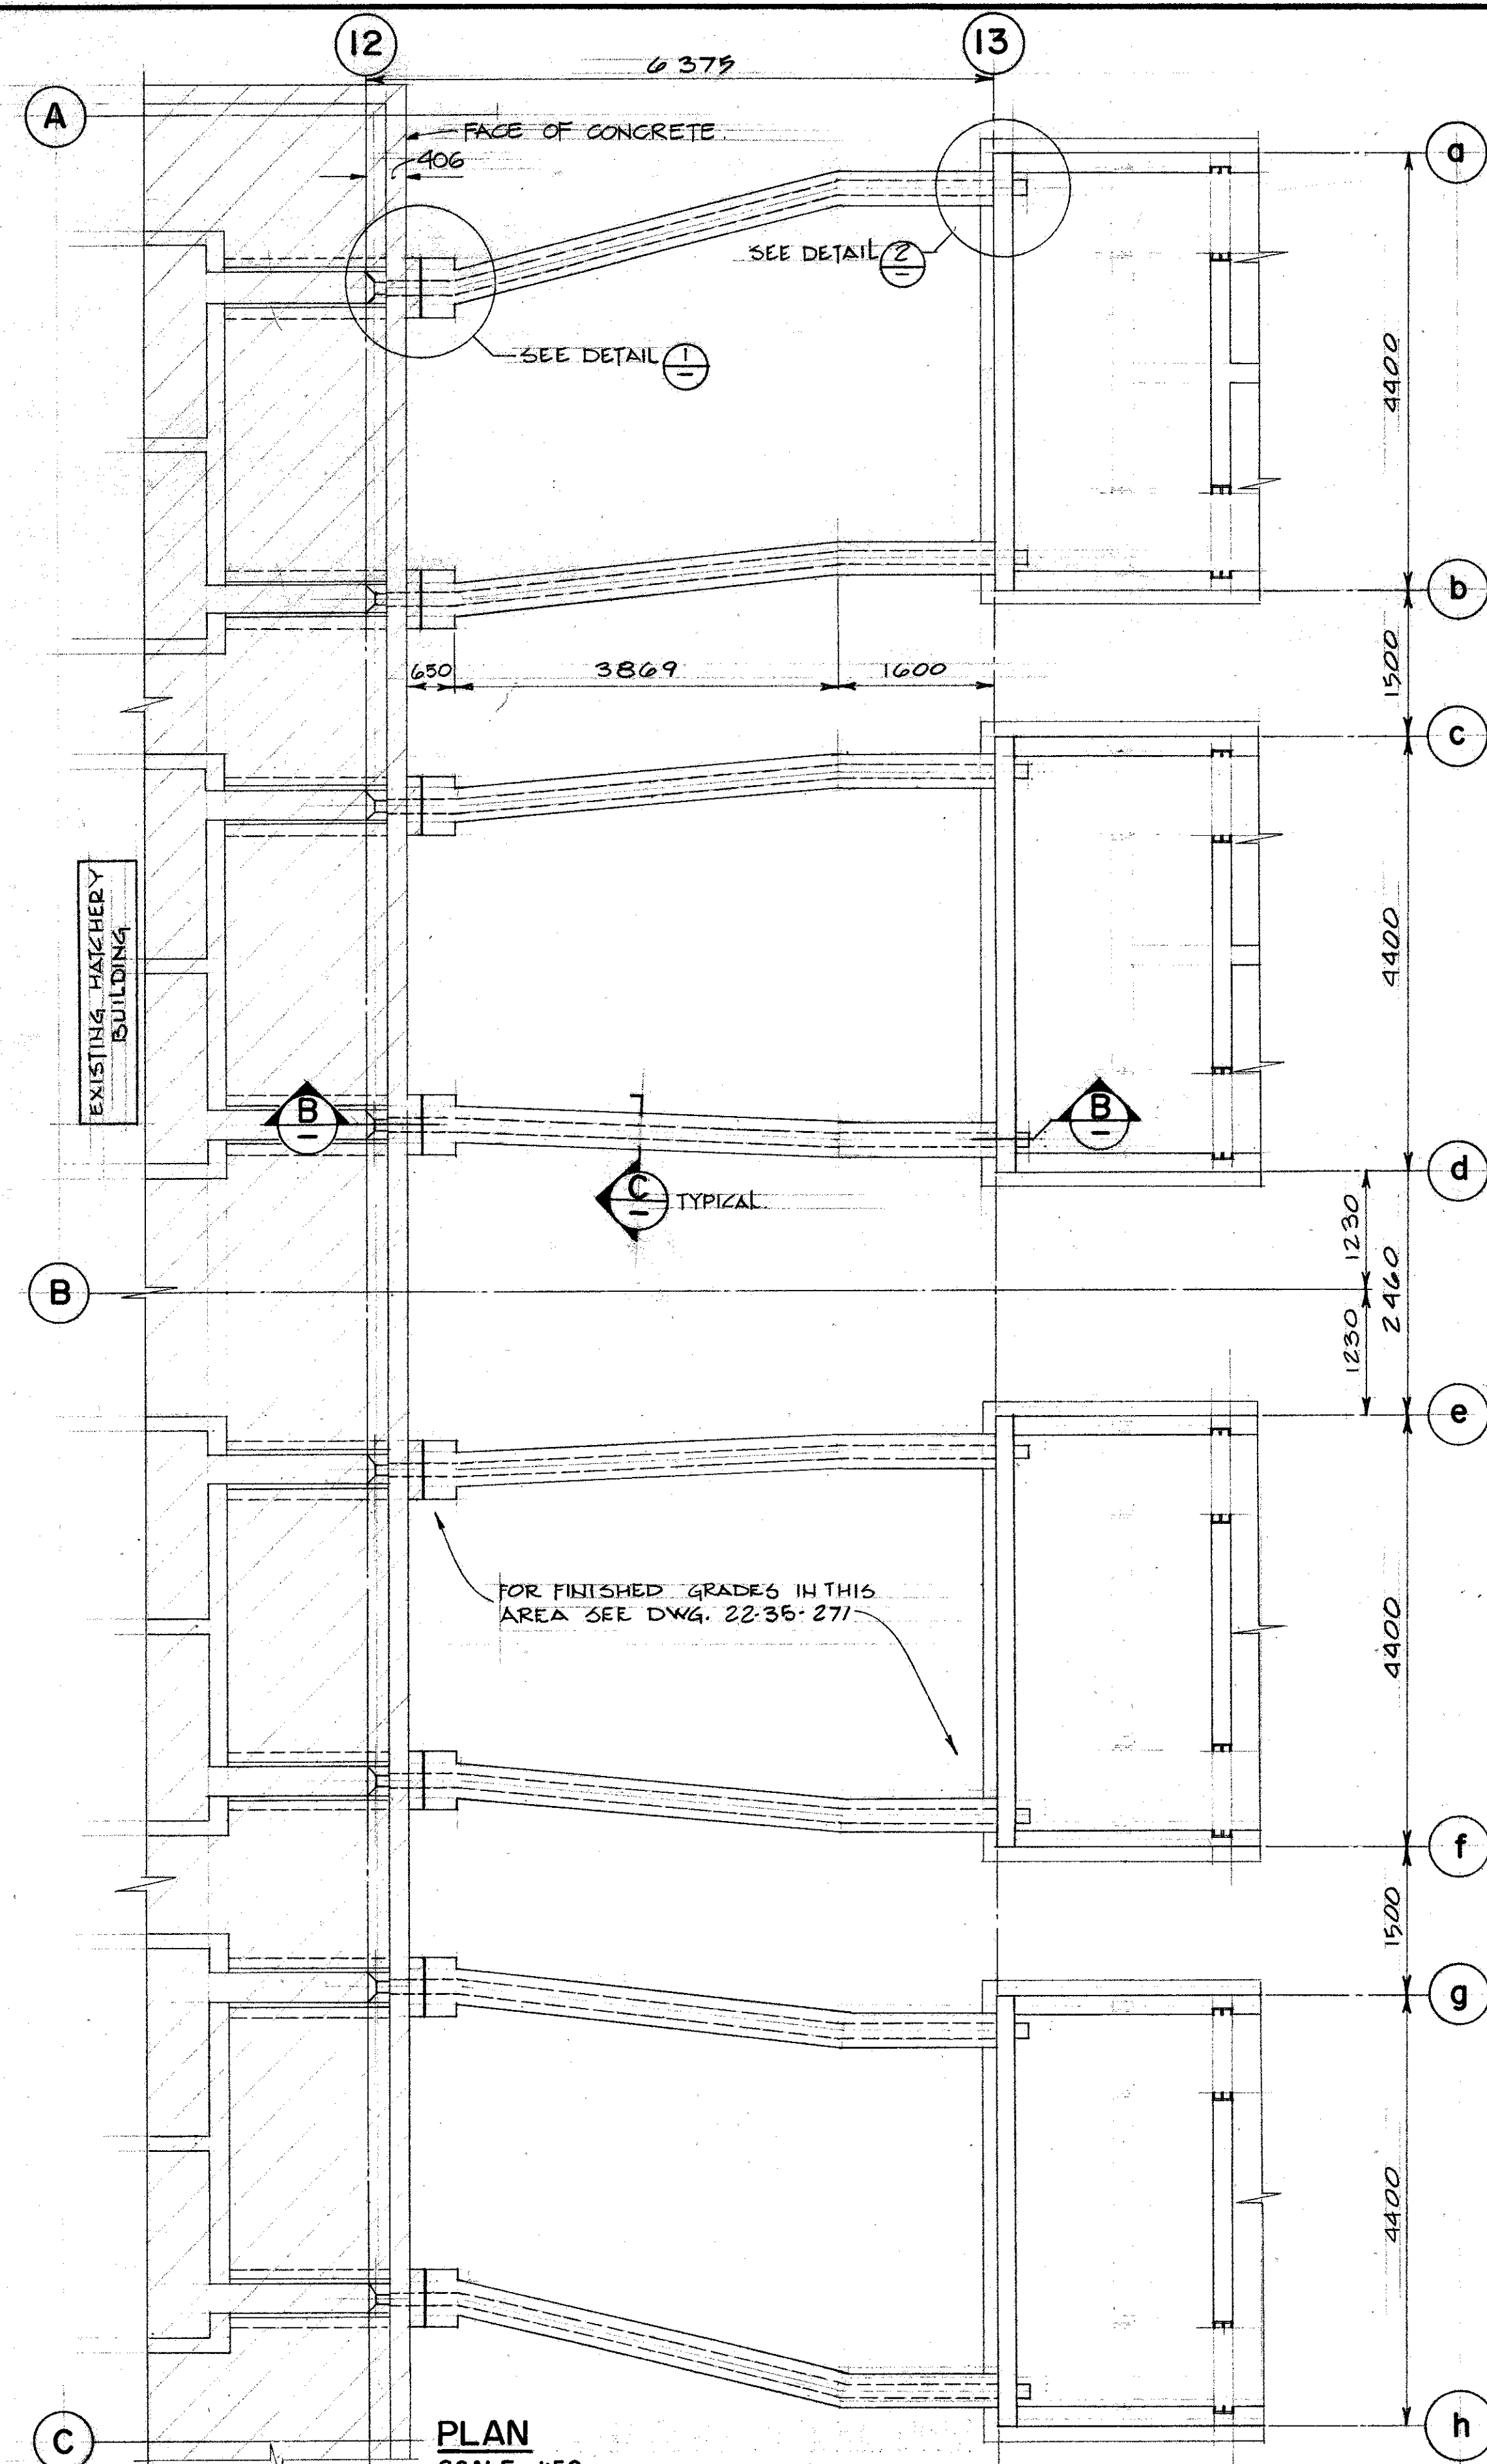 12
13
6 375
A
FACE OF CONCRETE.
406
a
SEE DETAIL 2
SEE DETAIL 1
4400
b
650
3869
1600
1500
c
EXISTING HATCHERY
BUILDING
4400
B
B
C
TYPICAL.
d
1230
B
2460
1230
e
FOR FINISHED GRADES IN THIS
AREA SEE DWG. 22-35-271
4400
f
1500
g
4400
C
PLAN
h